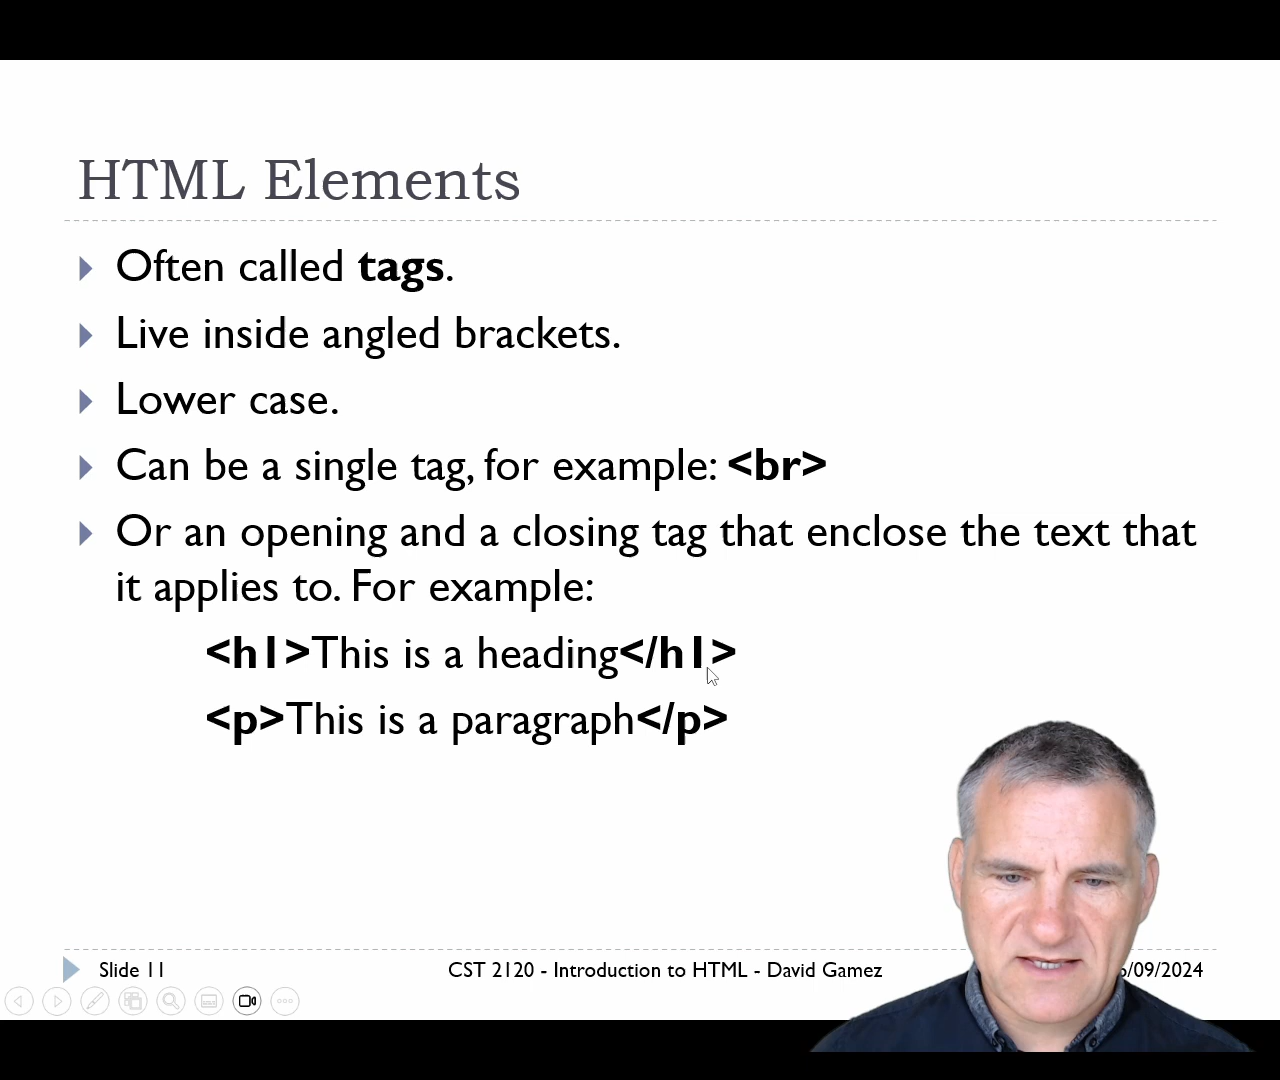 HTML Elements
Often called tags.
Live inside angled brackets.
Lower case.
Can be a single tag, for example: <br>
Or an opening and a closing tag that enclose the text that
it applies to. For example:
<h1>This is a heading</h1>
<p>This is a paragraph</p>
Slide 11
CST 2120 - Introduction to HTML - David Gamez
/09/2024